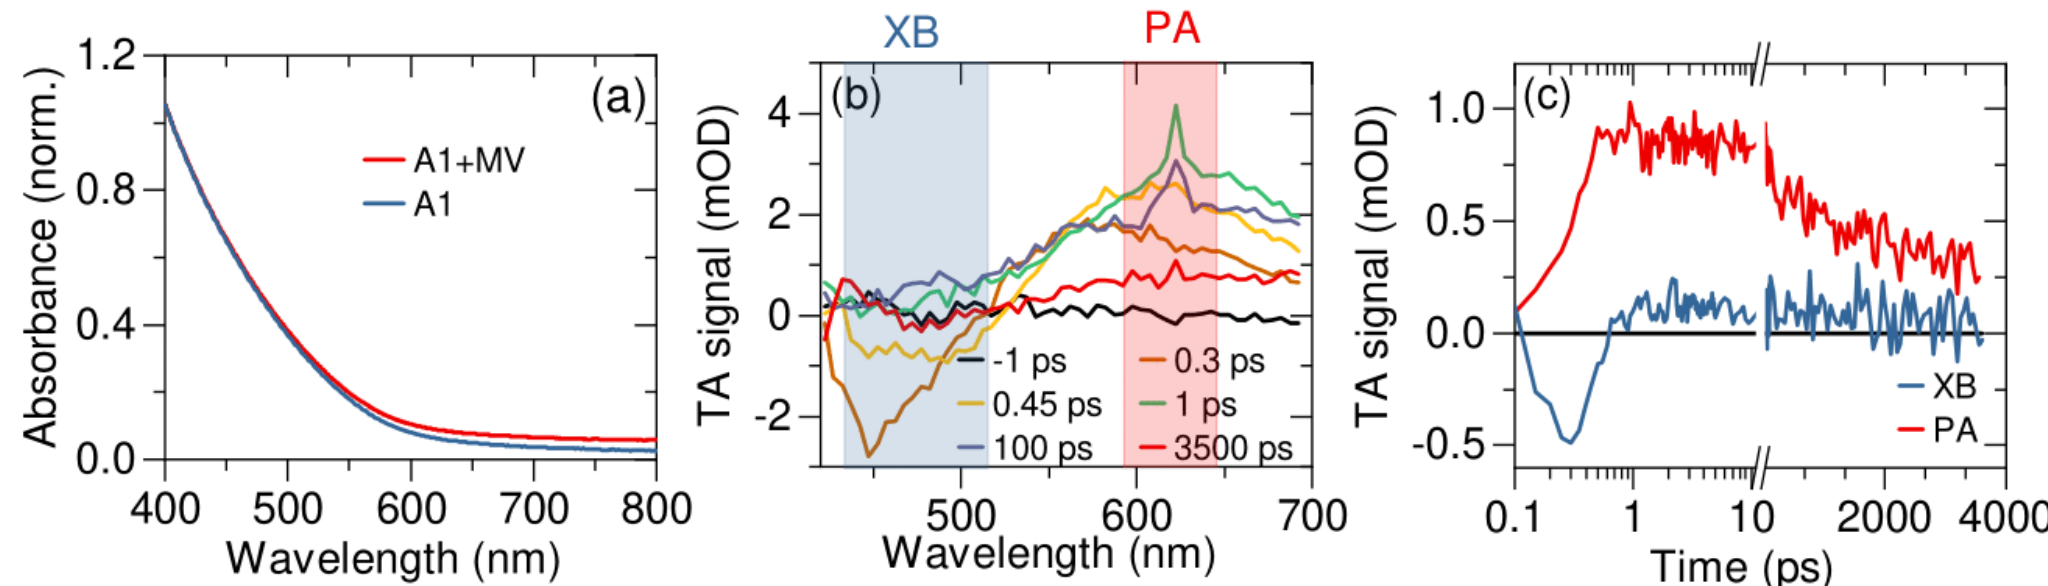 XB
PA
1.2
0.8
0.4
0.0
Absorbance (norm.)
(a)
A1+MV
A1
400
500
600
700
800
Wavelength (nm)
4
2
0
-2
TA signal (mOD)
(b)
-1 ps
0.3 ps
0.45 ps
1 ps
100 ps
3500 ps
500
600
700
Wavelength (nm)
1.0
0.5
0.0
-0.5
TA signal (mOD)
(c)
XB
PA
0.1
1
10
2000
4000
Time (ps)